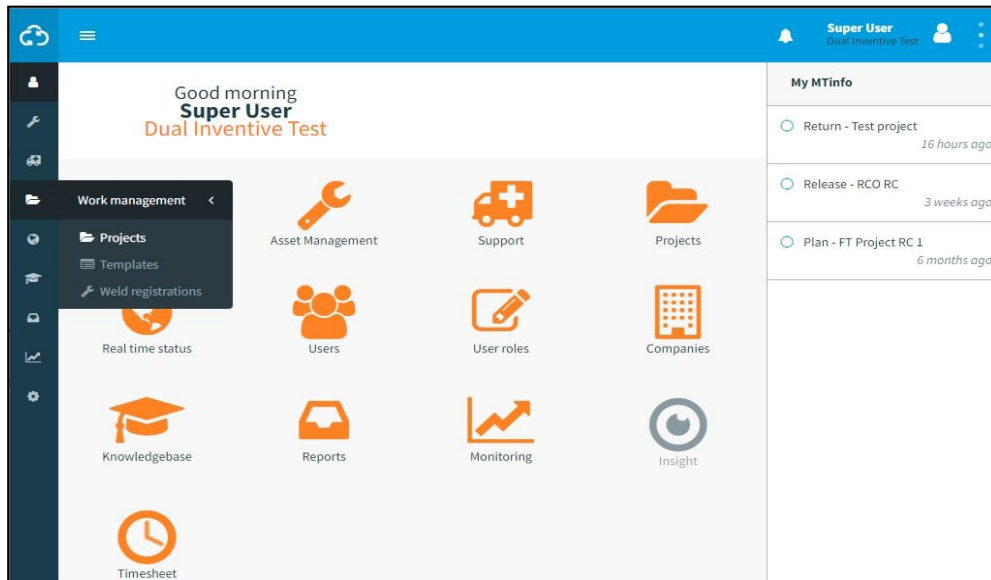 Super User
Dual Inventive Test
Good morning
Super User
Dual Inventive Test
My MTinfo
Return - Test project
16 hours ago
Release - RCO RC
3 weeks ago
Plan - FT Project RC 1
6 months ago
Work management
Projects
Templates
Weld registrations
Asset Management
Support
Projects
Real time status
Users
User roles
Companies
Knowledgebase
Reports
Monitoring
Insight
Timesheet